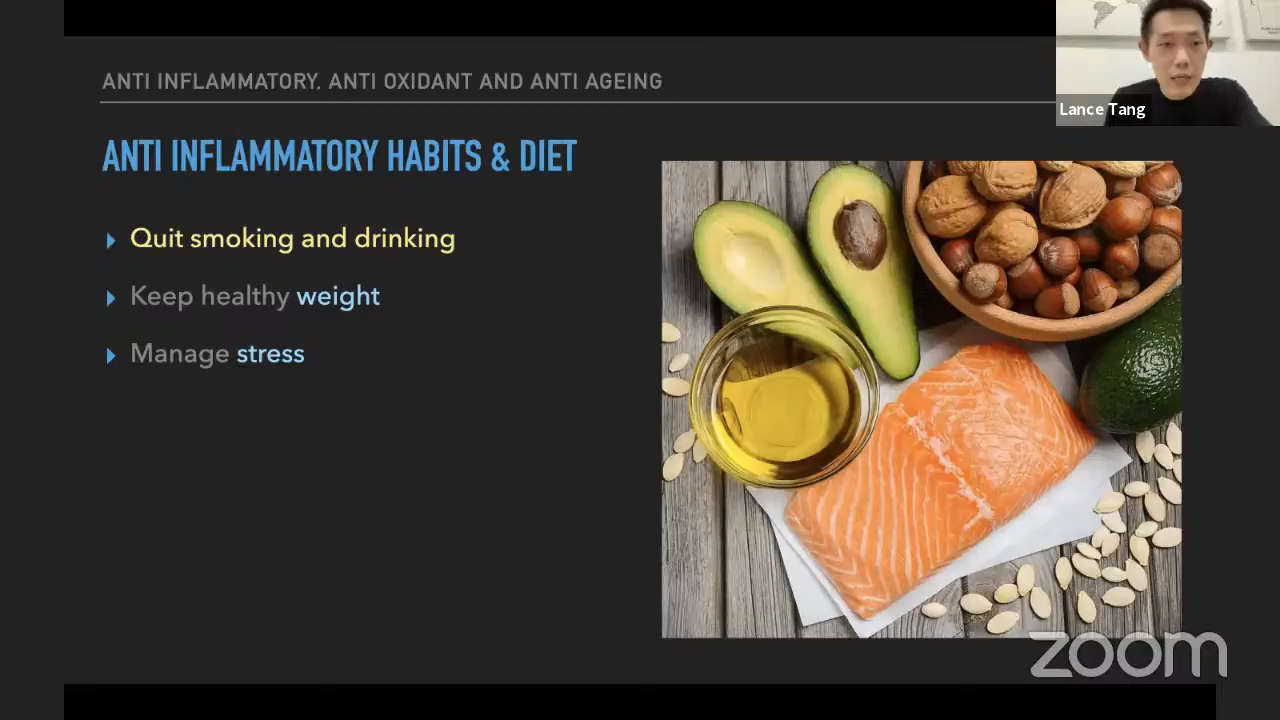 ANTI INFLAMMATORY, ANTI OXIDANT AND ANTI AGEING
Lance Tang
ANTI INFLAMMATORY HABITS & DIET
Quit smoking and drinking
Keep healthy weight
Manage stress
zoom